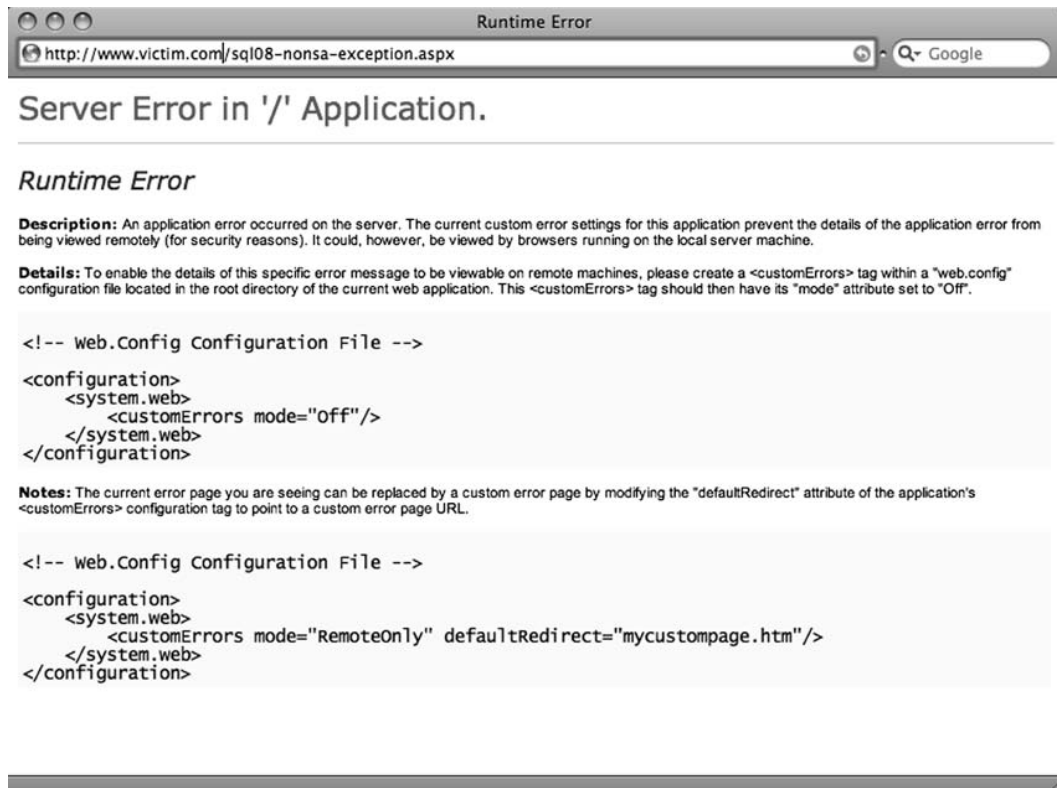 Runtime Error
http://www.victim.com/sql08-nonsa-exception.aspx
Google
Server Error in '/' Application.
Runtime Error
Description: An application error occurred on the server. The current custom error settings for this application prevent the details of the application error from
being viewed remotely (for security reasons). It could, however, be viewed by browsers running on the local server machine.
Details: To enable the details of this specific error message to be viewable on remote machines, please create a <customErrors> tag within a "web.config"
configuration file located in the root directory of the current web application. This <customErrors> tag should then have its "mode" attribute set to "Off".
<!-- Web.Config Configuration File -->
<configuration>
    <system.web>
        <customErrors mode="Off"/>
    </system.web>
</configuration>
Notes: The current error page you are seeing can be replaced by a custom error page by modifying the "defaultRedirect" attribute of the application's
<customErrors> configuration tag to point to a custom error page URL.
<!-- Web.Config Configuration File -->
<configuration>
    <system.web>
        <customErrors mode="RemoteOnly" defaultRedirect="mycustompage.htm"/>
    </system.web>
</configuration>